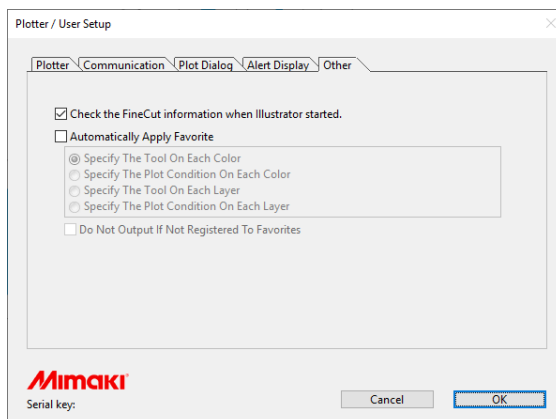 Plotter / User Setup
Plotter Communication Plot Dialog Alert Display Other
Check the FineCut information when Illustrator started.
Automatically Apply Favorite
Specify The Tool On Each Color
Specify The Plot Condition On Each Color
Specify The Tool On Each Layer
Specify The Plot Condition On Each Layer
Do Not Output If Not Registered To Favorites
Mimaki
Serial key:
Cancel OK